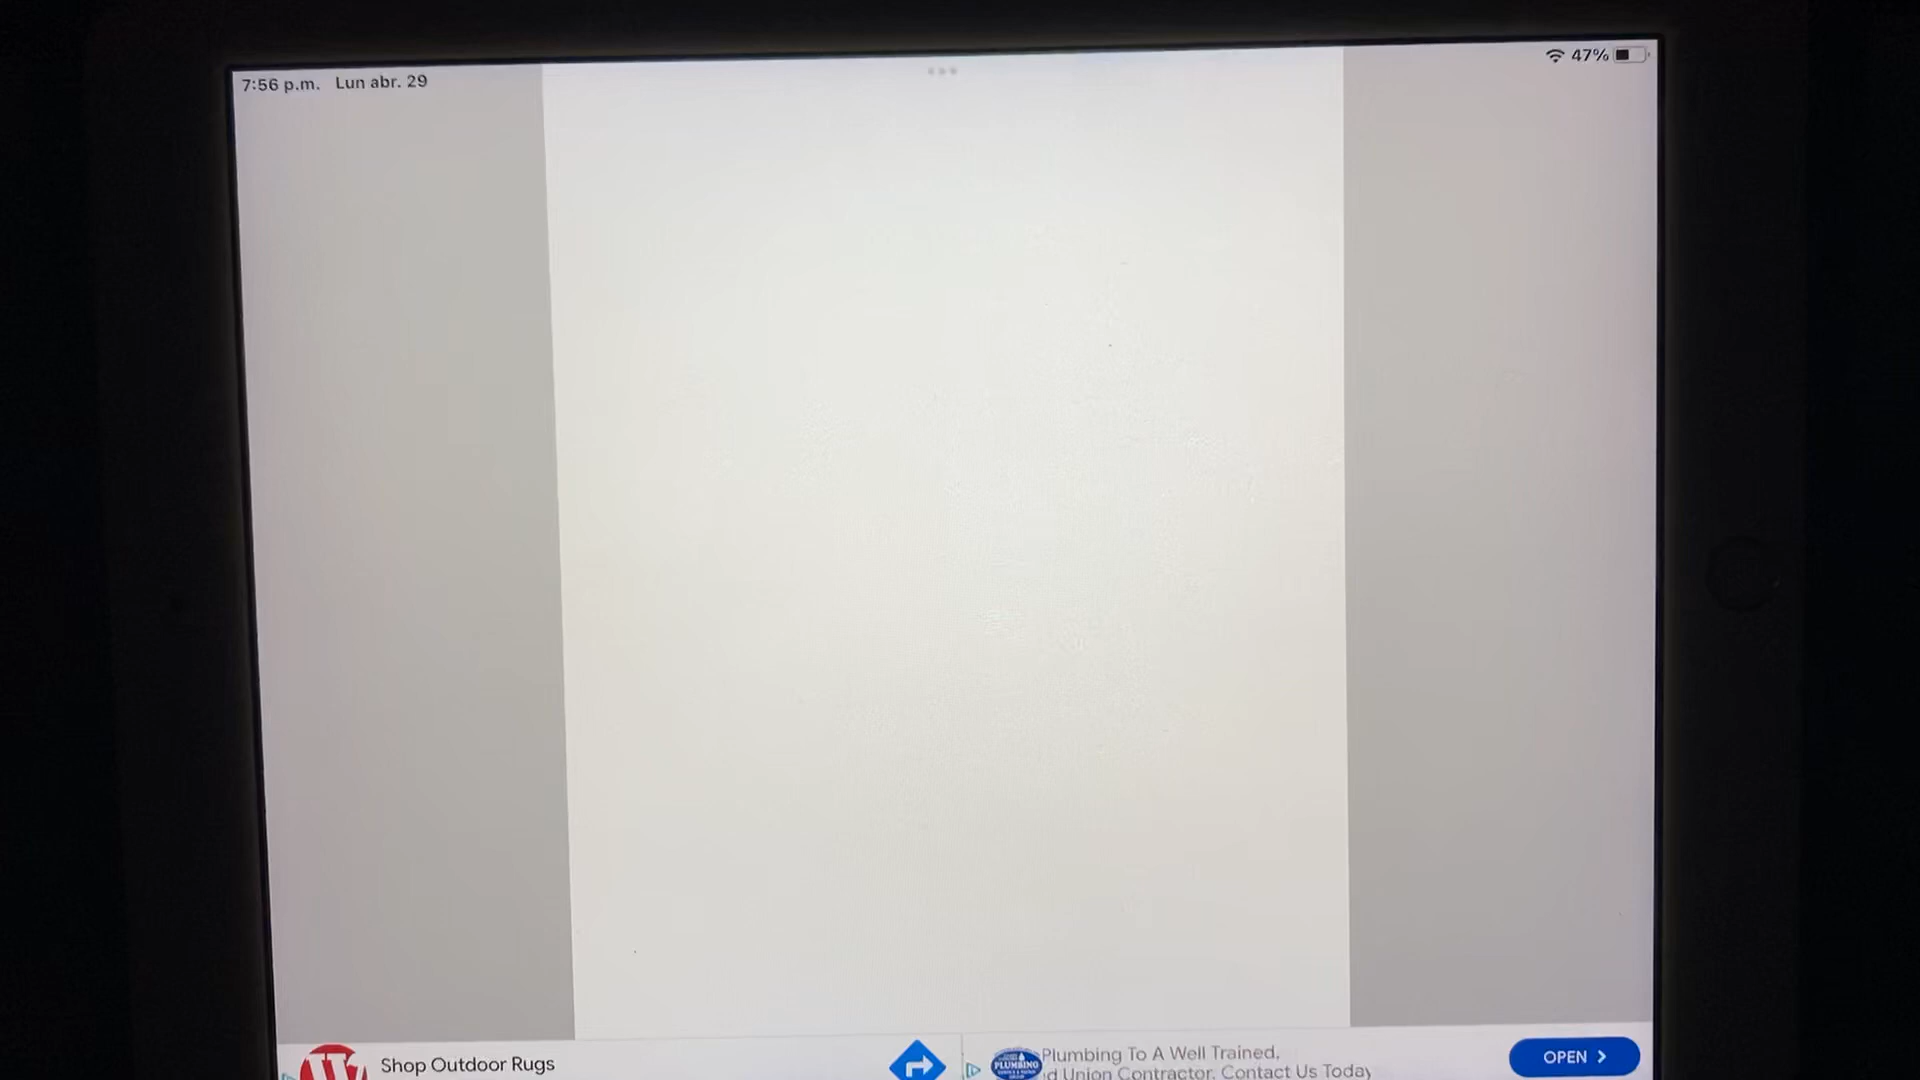 7:56 p.m. Lun abr. 29
47%
Shop Outdoor Rugs
PLUMBING
Plumbing To A Well Trained,
d Union Contractor. Contact Us Today
OPEN